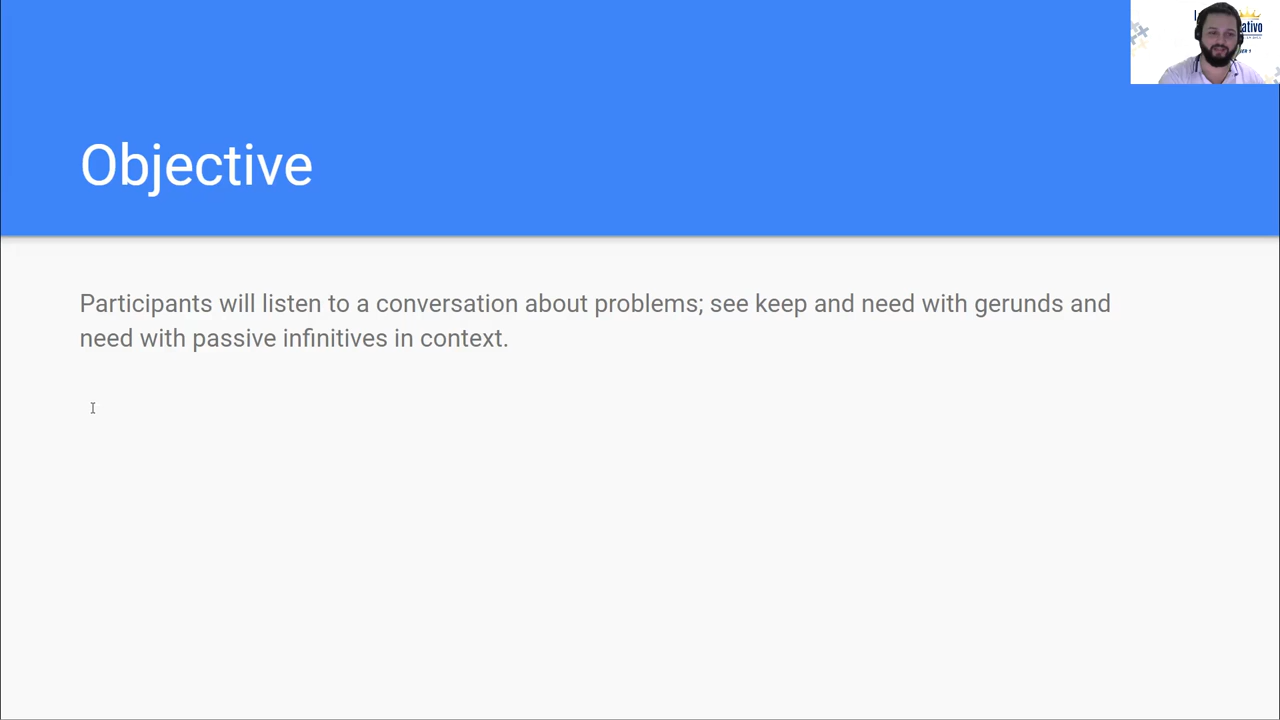 Objective
Participants will listen to a conversation about problems; see keep and need with gerunds and
need with passive infinitives in context.